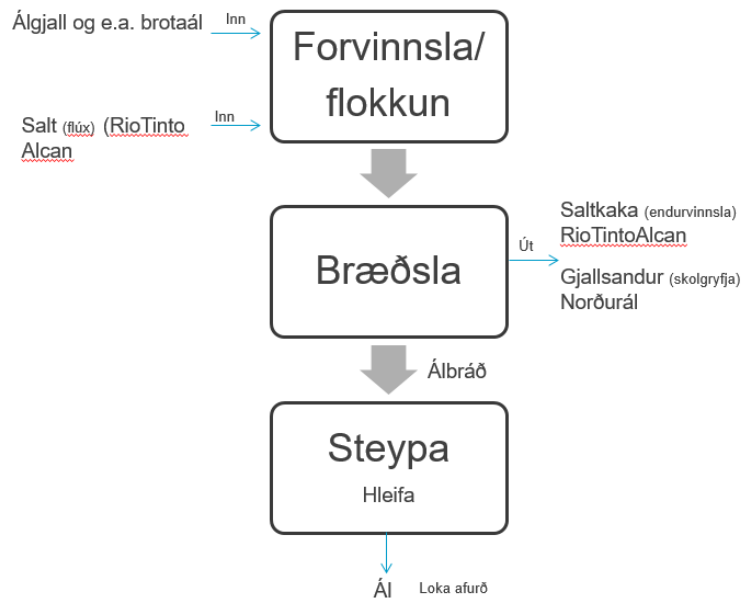 Álgjall og e.a. brotaál
Inn
Forvinnsla/
flokkun
Salt (flúx) (RioTinto
Alcan
Inn
Bræðsla
Út
Saltkaka (endurvinnsla)
RioTintoAlcan
Gjallsandur (skolgryfja)
Norðurál
Álbráð
Steypa
Hleifa
Ál Loka afurð